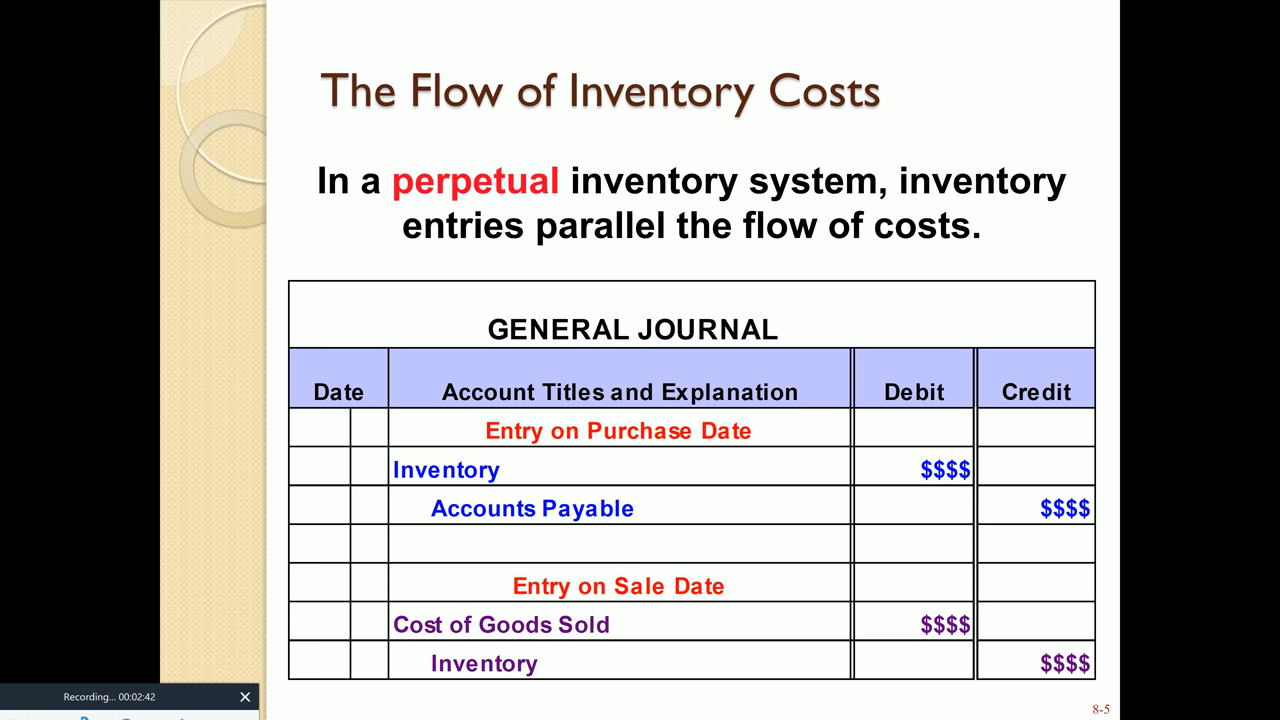 The Flow of Inventory Costs
In a perpetual inventory system, inventory
entries parallel the flow of costs.
GENERAL JOURNAL
Date Account Titles and Explanation Debit Credit
Entry on Purchase Date
Inventory $$$$
Accounts Payable $$$$
Entry on Sale Date
Cost of Goods Sold $$$$
Inventory $$$$
Recording... 00:02:42
8-5